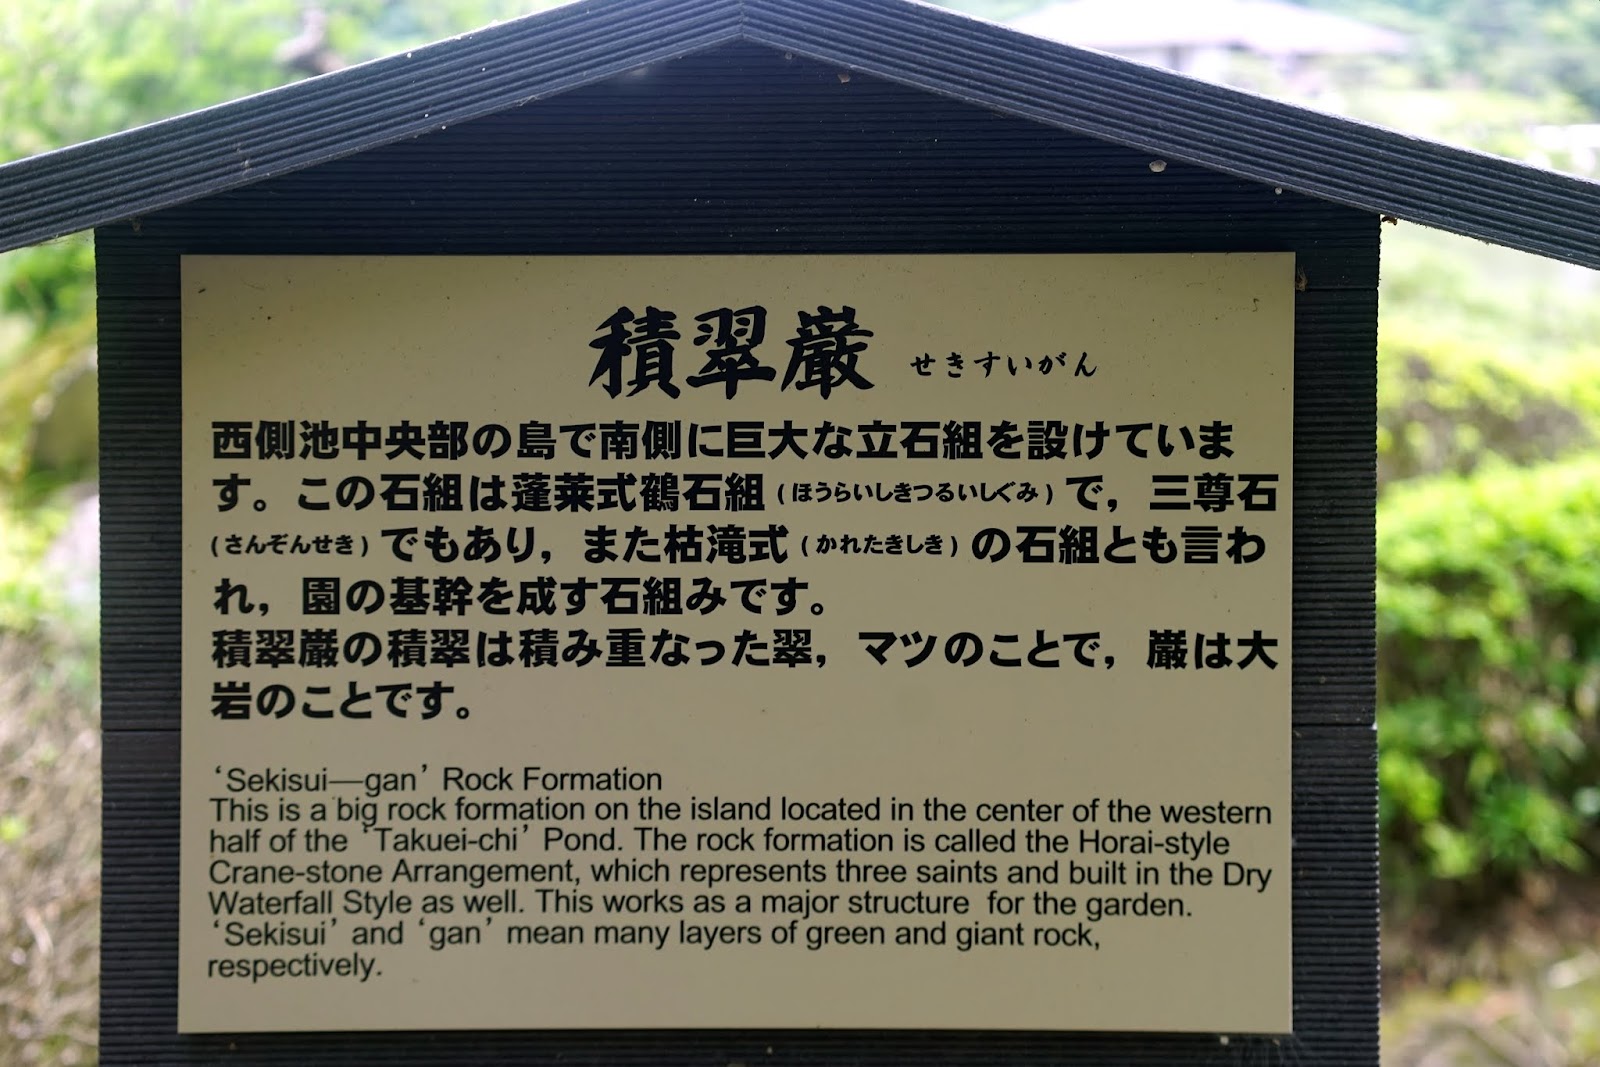 積翠巌 せきすいがん
西側池中央部の島で南側に巨大な立石組を設けていま
す。この石組は蓬莱式鶴石組(ほうらいしきつるいしぐみ)で，三尊石
(さんぞんせき)でもあり，また枯滝式(かれたきしき)の石組とも言わ
れ，園の基幹を成す石組みです。
積翠巌の積翠は積み重なった翠，マツのことで，巌は大
岩のことです。
‘Sekisui—gan’ Rock Formation
This is a big rock formation on the island located in the center of the western
half of the ‘Takuei-chi’ Pond. The rock formation is called the Horai-style
Crane-stone Arrangement, which represents three saints and built in the Dry
Waterfall Style as well. This works as a major structure for the garden.
‘Sekisui’ and ‘gan’ mean many layers of green and giant rock,
respectively.